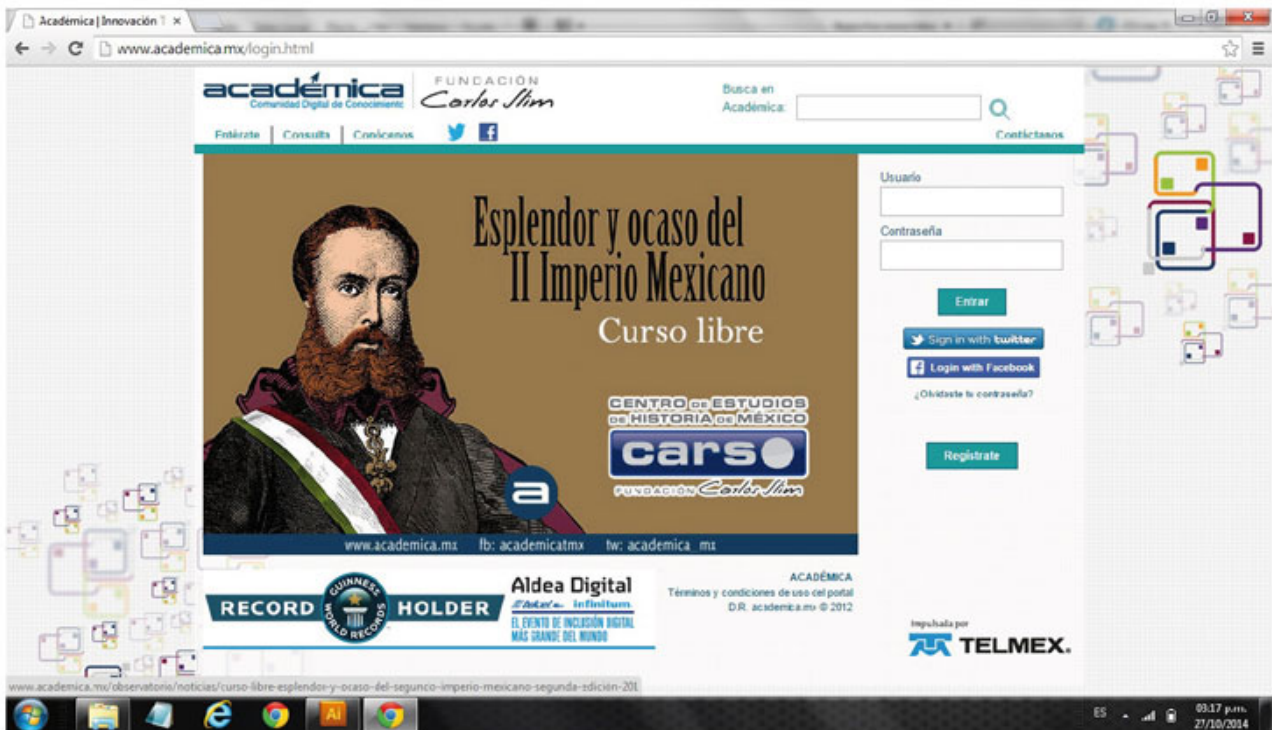 Académica | Innovación T
www.academica.mx/login.html
académica
Comunidad Digital de Conocimiento
FUNDACIÓN
Carlos Slim
Busca en
Académica:
Entérate
Consulta
Conócenos
Contáctanos
Esplendor y ocaso del
II Imperio Mexicano
Curso libre
CENTRO DE ESTUDIOS
DE HISTORIA DE MÉXICO
carso
FUNDACIÓN Carlos Slim
a
www.academica.mx fb: academicatmx tw: academica_mx
Usuario
Contraseña
Entrar
Sign in with twitter
Login with Facebook
¿Olvidaste tu contraseña?
Regístrate
RECORD HOLDER
GUINNESS
WORLD RECORDS
Aldea Digital
Telcel infinitum
EL EVENTO DE INCLUSIÓN DIGITAL
MÁS GRANDE DEL MUNDO
ACADÉMICA
Términos y condiciones de uso del portal
D.R. academica.mx © 2012
Impulsada por
TELMEX.
www.academica.mx/observatorio/noticias/curso-libre-esplendor-y-ocaso-del-segundo-imperio-mexicano-segunda-edición-201
Ai
ES
03:17 p.m.
27/10/2014